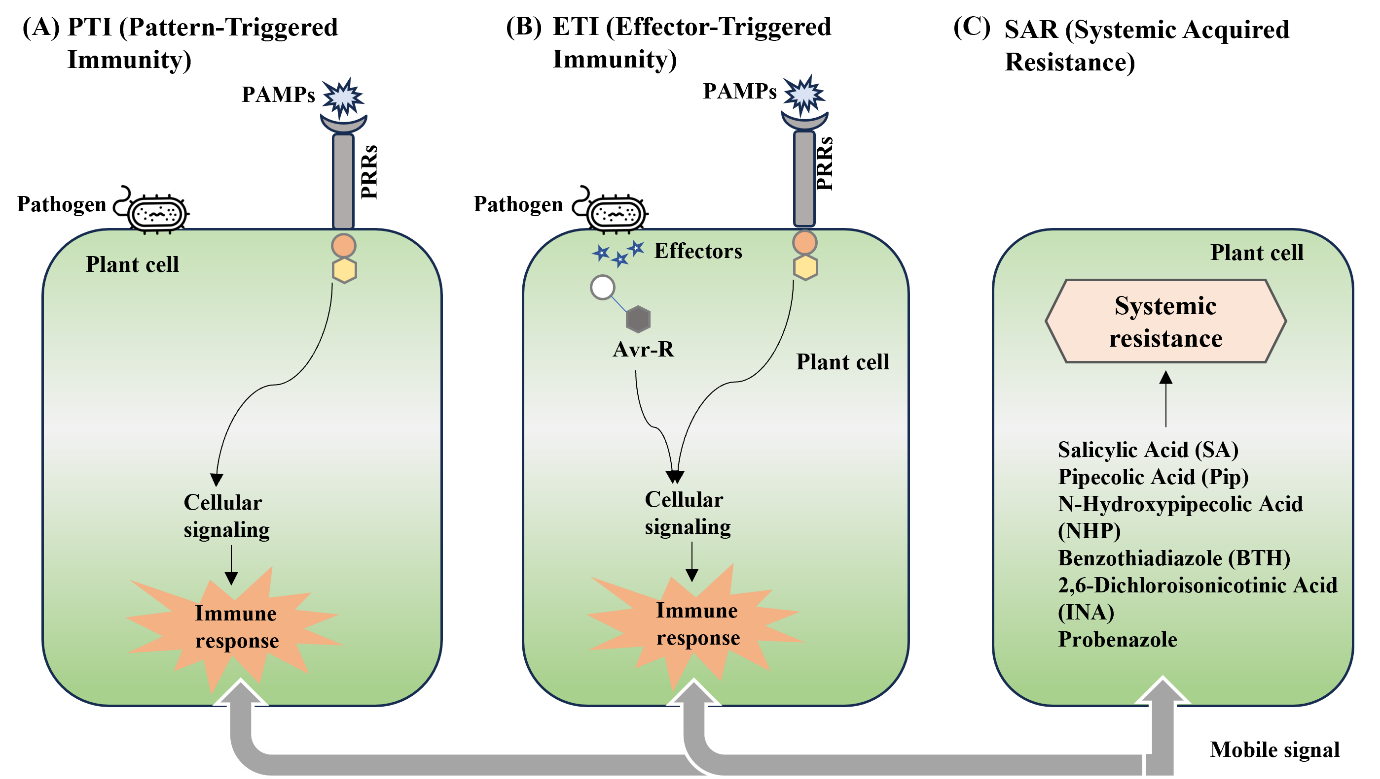 (A) PTI (Pattern-Triggered
Immunity)
PAMPs
PRRs
Pathogen
Plant cell
Cellular
signaling
Immune
response
(B) ETI (Effector-Triggered
Immunity)
PAMPs
PRRs
Pathogen
Effectors
Avr-R
Plant cell
Cellular
signaling
Immune
response
(C) SAR (Systemic Acquired
Resistance)
Plant cell
Systemic
resistance
Salicylic Acid (SA)
Pipecolic Acid (Pip)
N-Hydroxypipecolic Acid
(NHP)
Benzothiadiazole (BTH)
2,6-Dichloroisonicotinic Acid
(INA)
Probenazole
Mobile signal